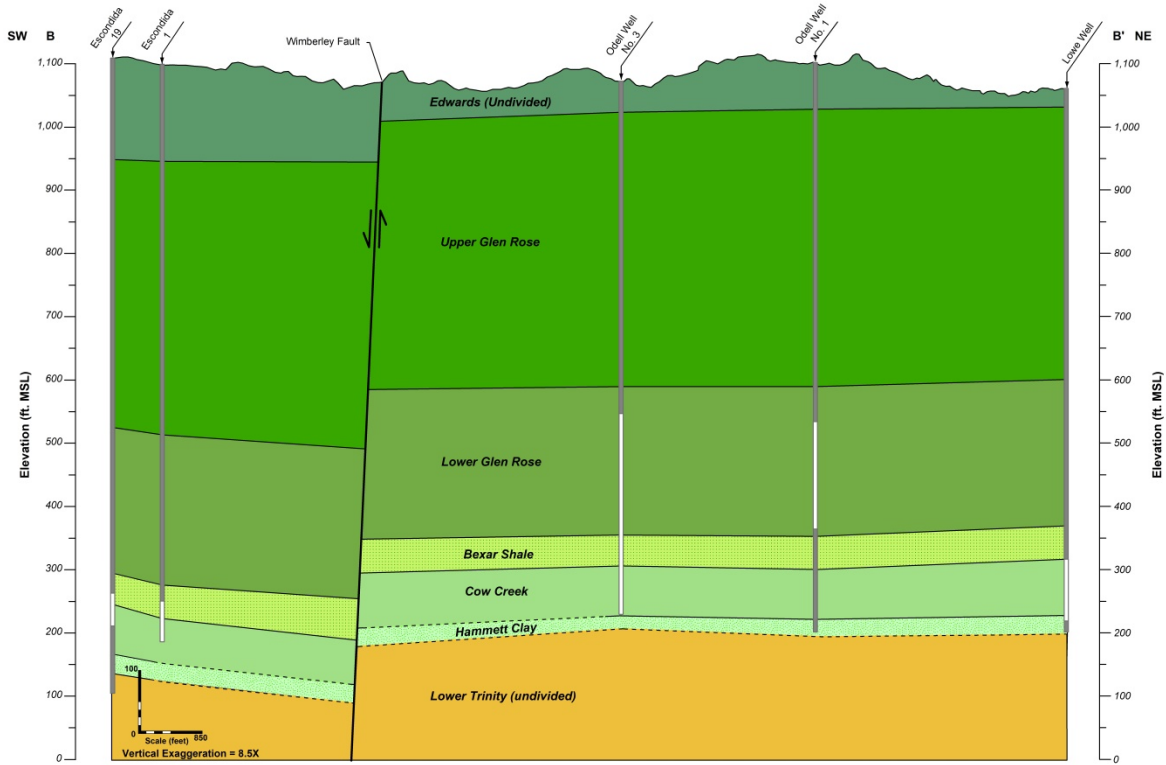 SW B
Escondida
19
Escondida
1
Wimberley Fault
Odell Well
No. 3
Odell Well
No. 1
Lowe Well
B' NE
1,100
1,000
900
800
700
600
500
400
300
200
100
0
Elevation (ft. MSL)
Edwards (Undivided)
Upper Glen Rose
Lower Glen Rose
Bexar Shale
Cow Creek
Hammett Clay
Lower Trinity (undivided)
100
0
Scale (feet)
850
Vertical Exaggeration = 8.5X
1,100
1,000
900
800
700
600
500
400
300
200
100
0
Elevation (ft. MSL)